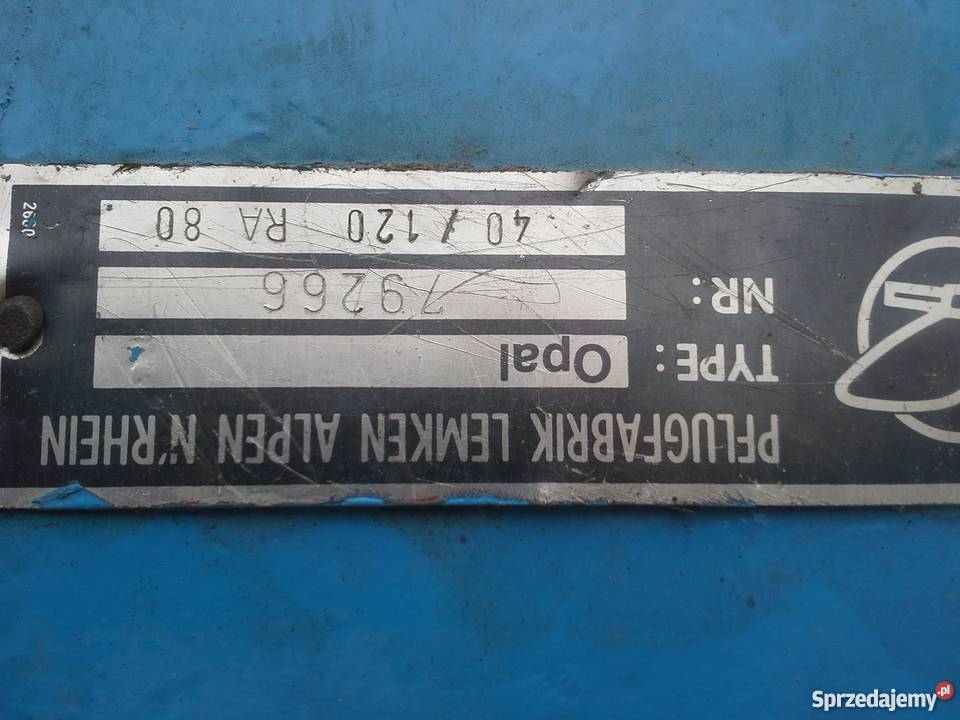 PFLUGFABRIK LEMKEN ALPEN N'RHEIN
TYPE: Opal
NR: 79266
40/120 RA 80
Sprzedajemy.pl